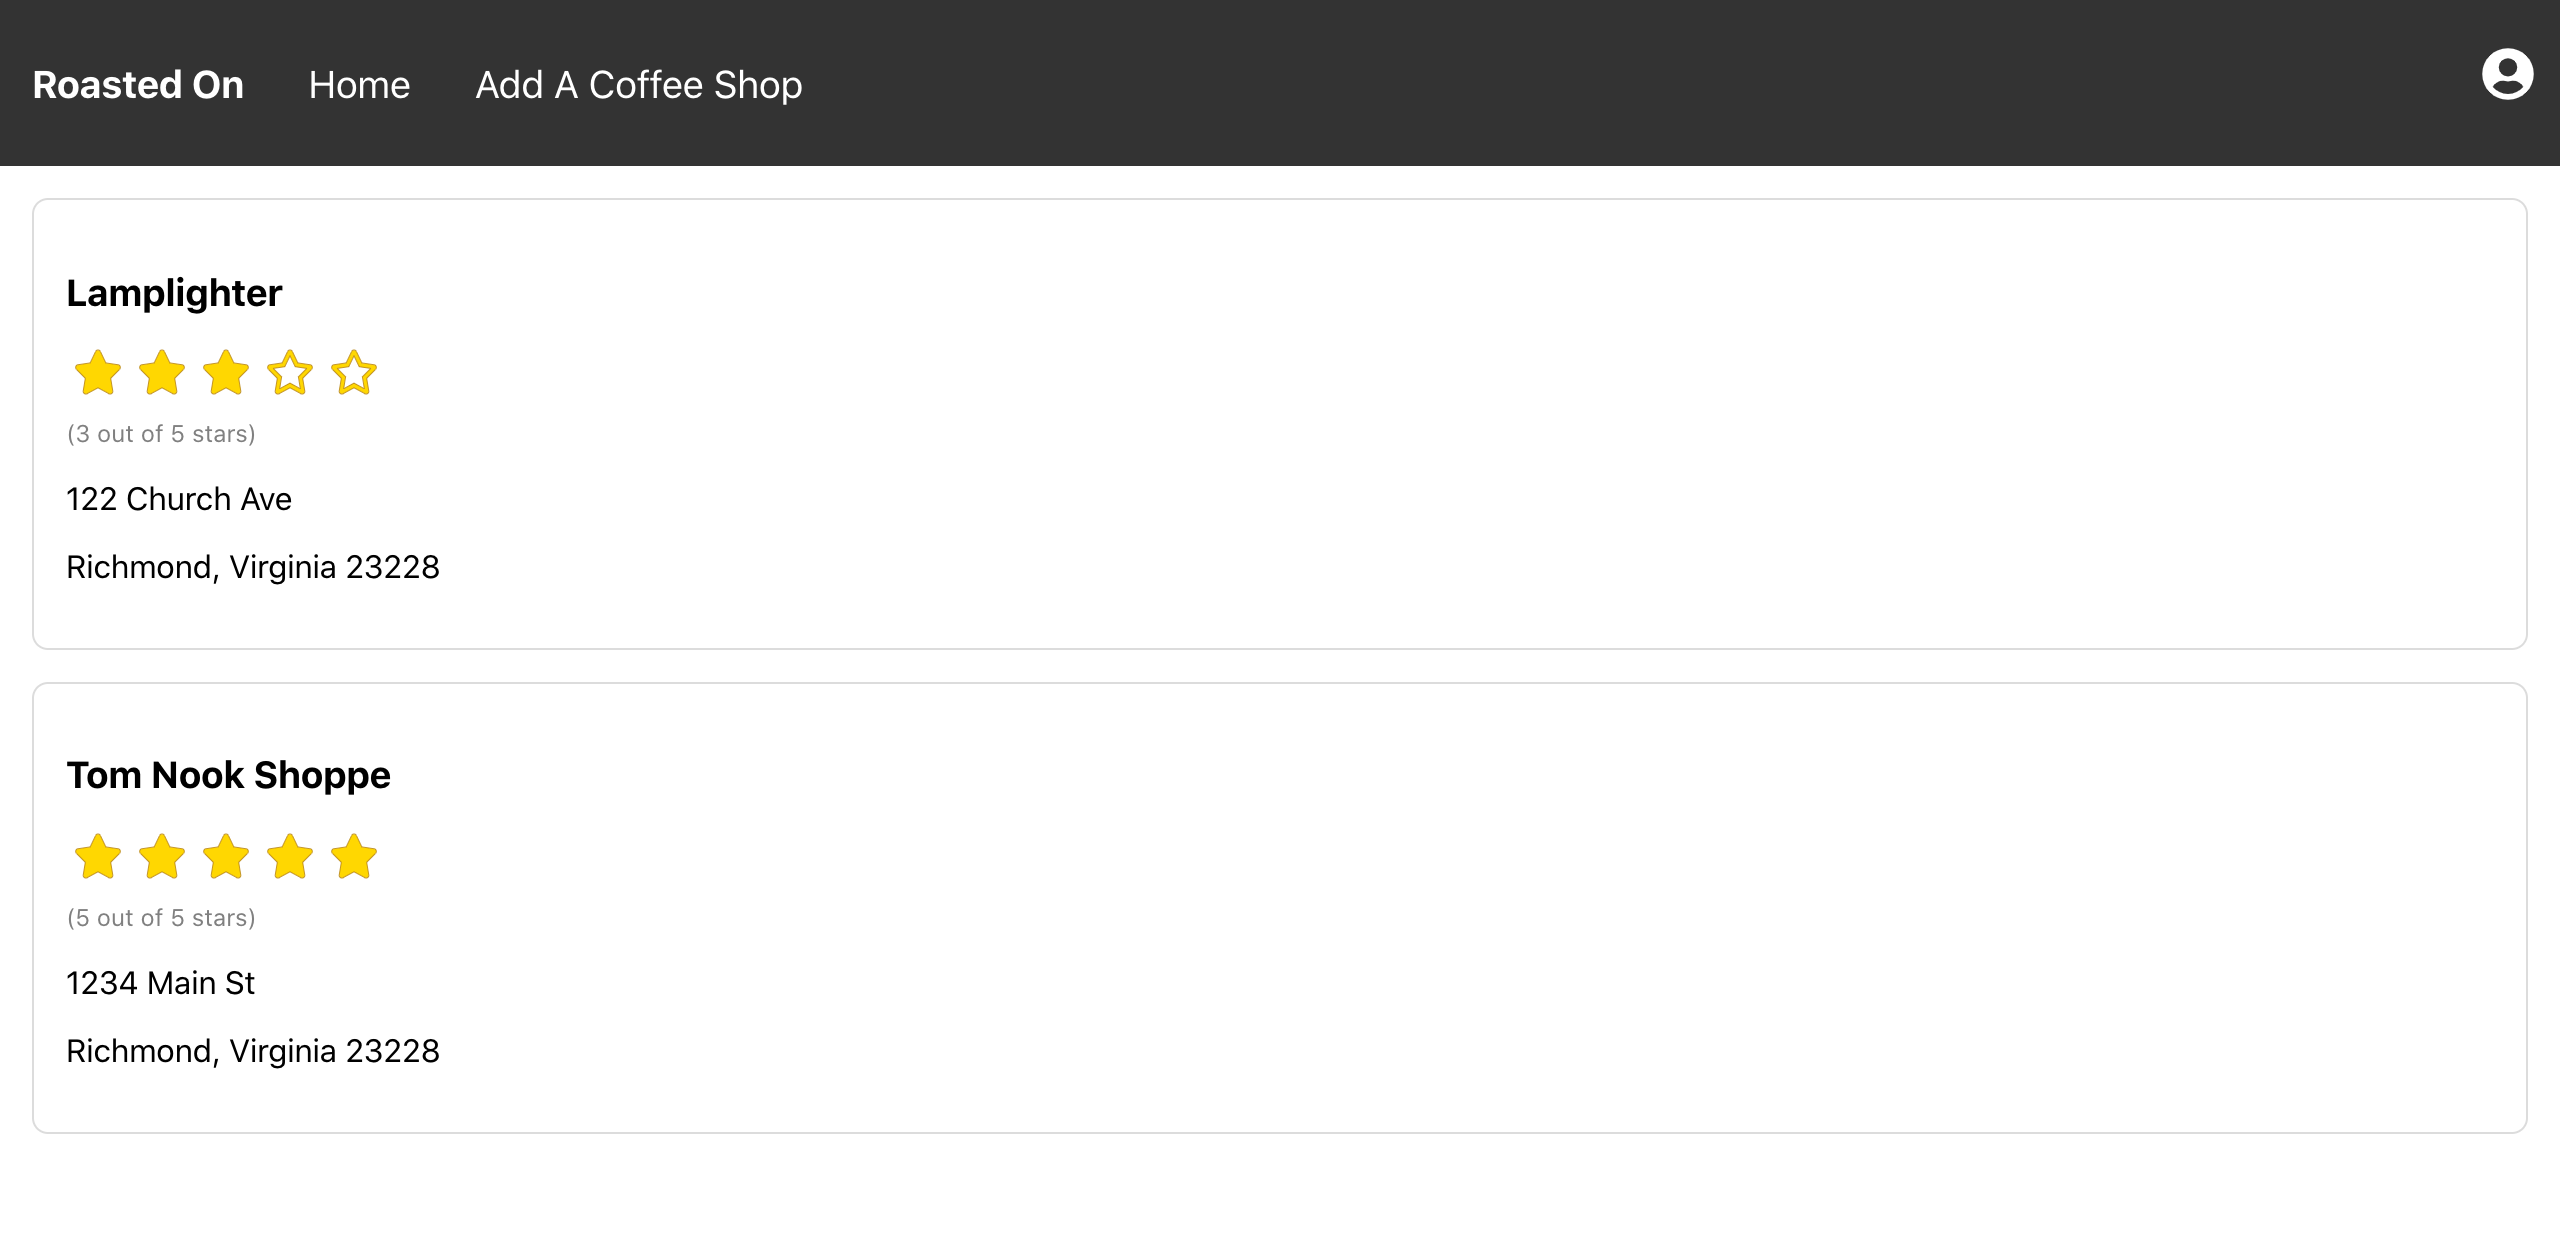 Roasted On Home Add A Coffee Shop
Lamplighter
(3 out of 5 stars)
122 Church Ave
Richmond, Virginia 23228
Tom Nook Shoppe
(5 out of 5 stars)
1234 Main St
Richmond, Virginia 23228